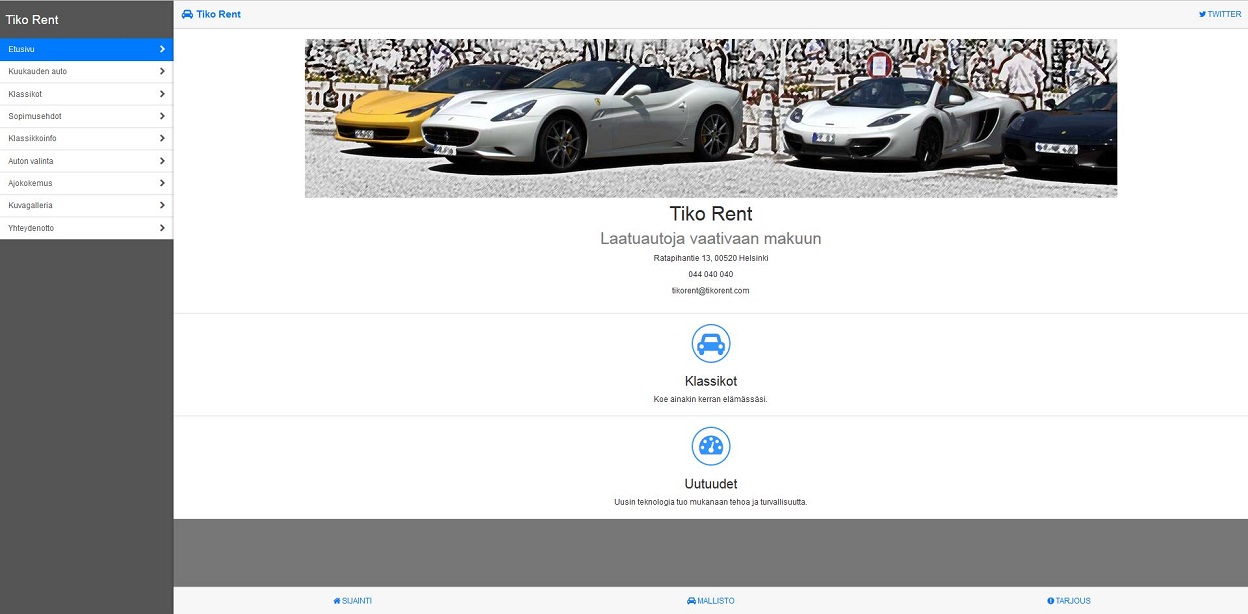 Tiko Rent
Etusivu
Kuukauden auto
Klassikot
Sopimusehdot
Klassikkoinfo
Auton valinta
Ajokokemus
Kuvagalleria
Yhteydenotto
Tiko Rent
TWITTER
Tiko Rent
Laatuautoja vaativaan makuun
Ratapihantie 13, 00520 Helsinki
044 040 040
tikorent@tikorent.com
Klassikot
Koe ainakin kerran elämässäsi.
Uutuudet
Uusin teknologia tuo mukanaan tehoa ja turvallisuutta.
SIJAINTI
MALLISTO
TARJOUS